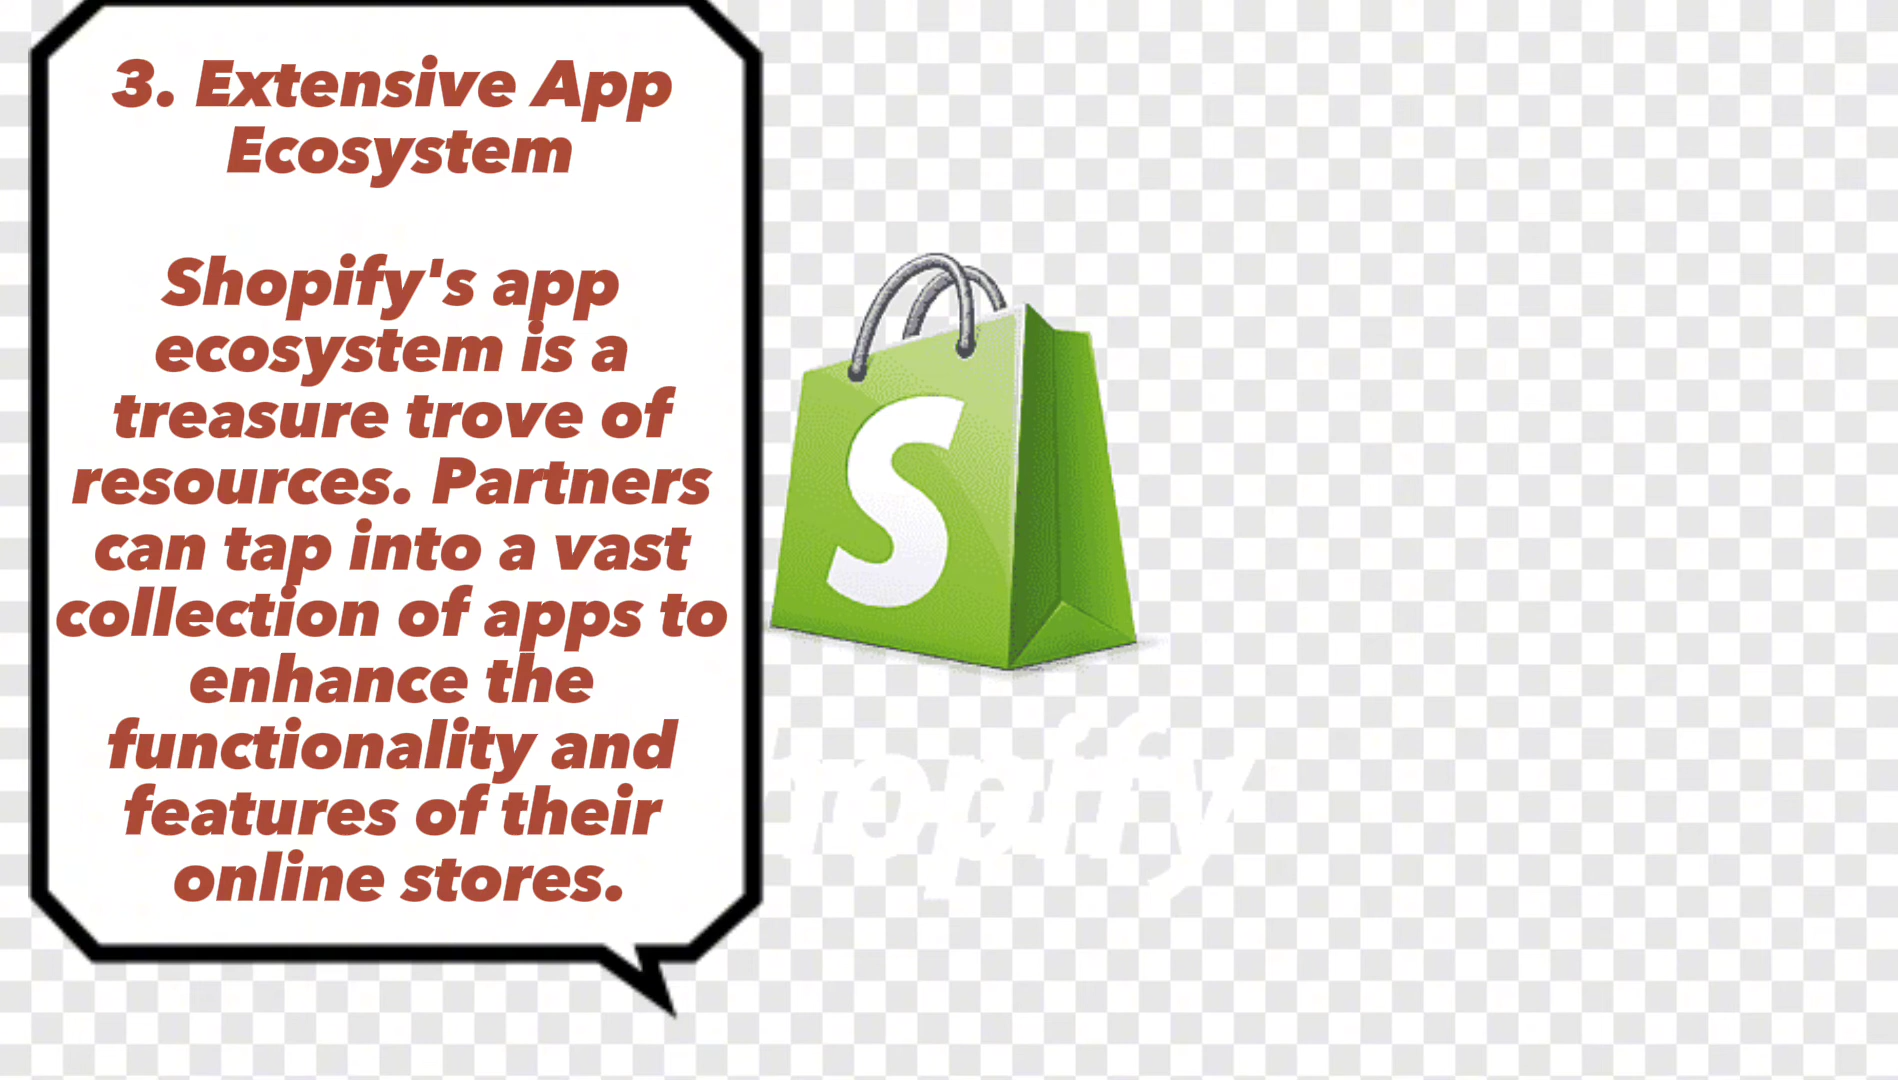 3. Extensive App
Ecosystem
Shopify's app
ecosystem is a
treasure trove of
resources. Partners
can tap into a vast
collection of apps to
enhance the
functionality and
features of their
online stores.
S
hopify